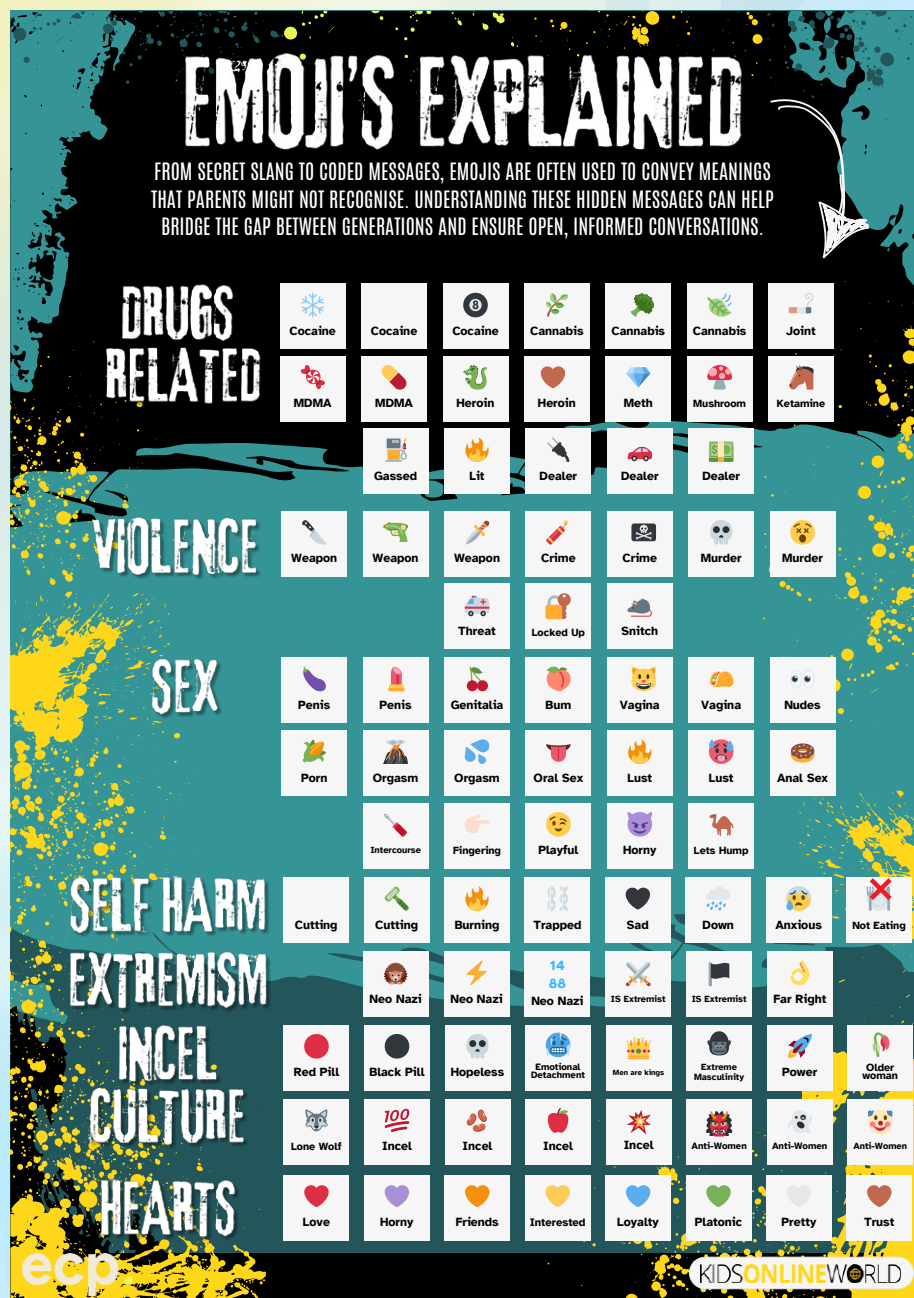 EMOJI'S EXPLAINED
FROM SECRET SLANG TO CODED MESSAGES, EMOJIS ARE OFTEN USED TO CONVEY MEANINGS
THAT PARENTS MIGHT NOT RECOGNISE. UNDERSTANDING THESE HIDDEN MESSAGES CAN HELP
BRIDGE THE GAP BETWEEN GENERATIONS AND ENSURE OPEN, INFORMED CONVERSATIONS.
DRUGS
RELATED
8
Cocaine Cocaine Cocaine Cannabis Cannabis Cannabis Joint
MDMA MDMA Heroin Heroin Meth Mushroom Ketamine
Gassed Lit Dealer Dealer Dealer
VIOLENCE
Weapon Weapon Weapon Crime Crime Murder Murder
Threat Locked Up Snitch
SEX
Penis Penis Genitalia Bum Vagina Vagina Nudes
Porn Orgasm Orgasm Oral Sex Lust Lust Anal Sex
Intercourse Fingering Playful Horny Lets Hump
SELF HARM
Cutting Cutting Burning Trapped Sad Down Anxious Not Eating
EXTREMISM
14
88
Neo Nazi Neo Nazi Neo Nazi IS Extremist IS Extremist Far Right
INCEL
CULTURE
Red Pill Black Pill Hopeless Emotional Detachment Men are kings Extreme Masculinity Power Older woman
100
Lone Wolf Incel Incel Incel Incel Anti-Women Anti-Women Anti-Women
HEARTS
Love Horny Friends Interested Loyalty Platonic Pretty Trust
ecp.
KIDSONLINEWORLD